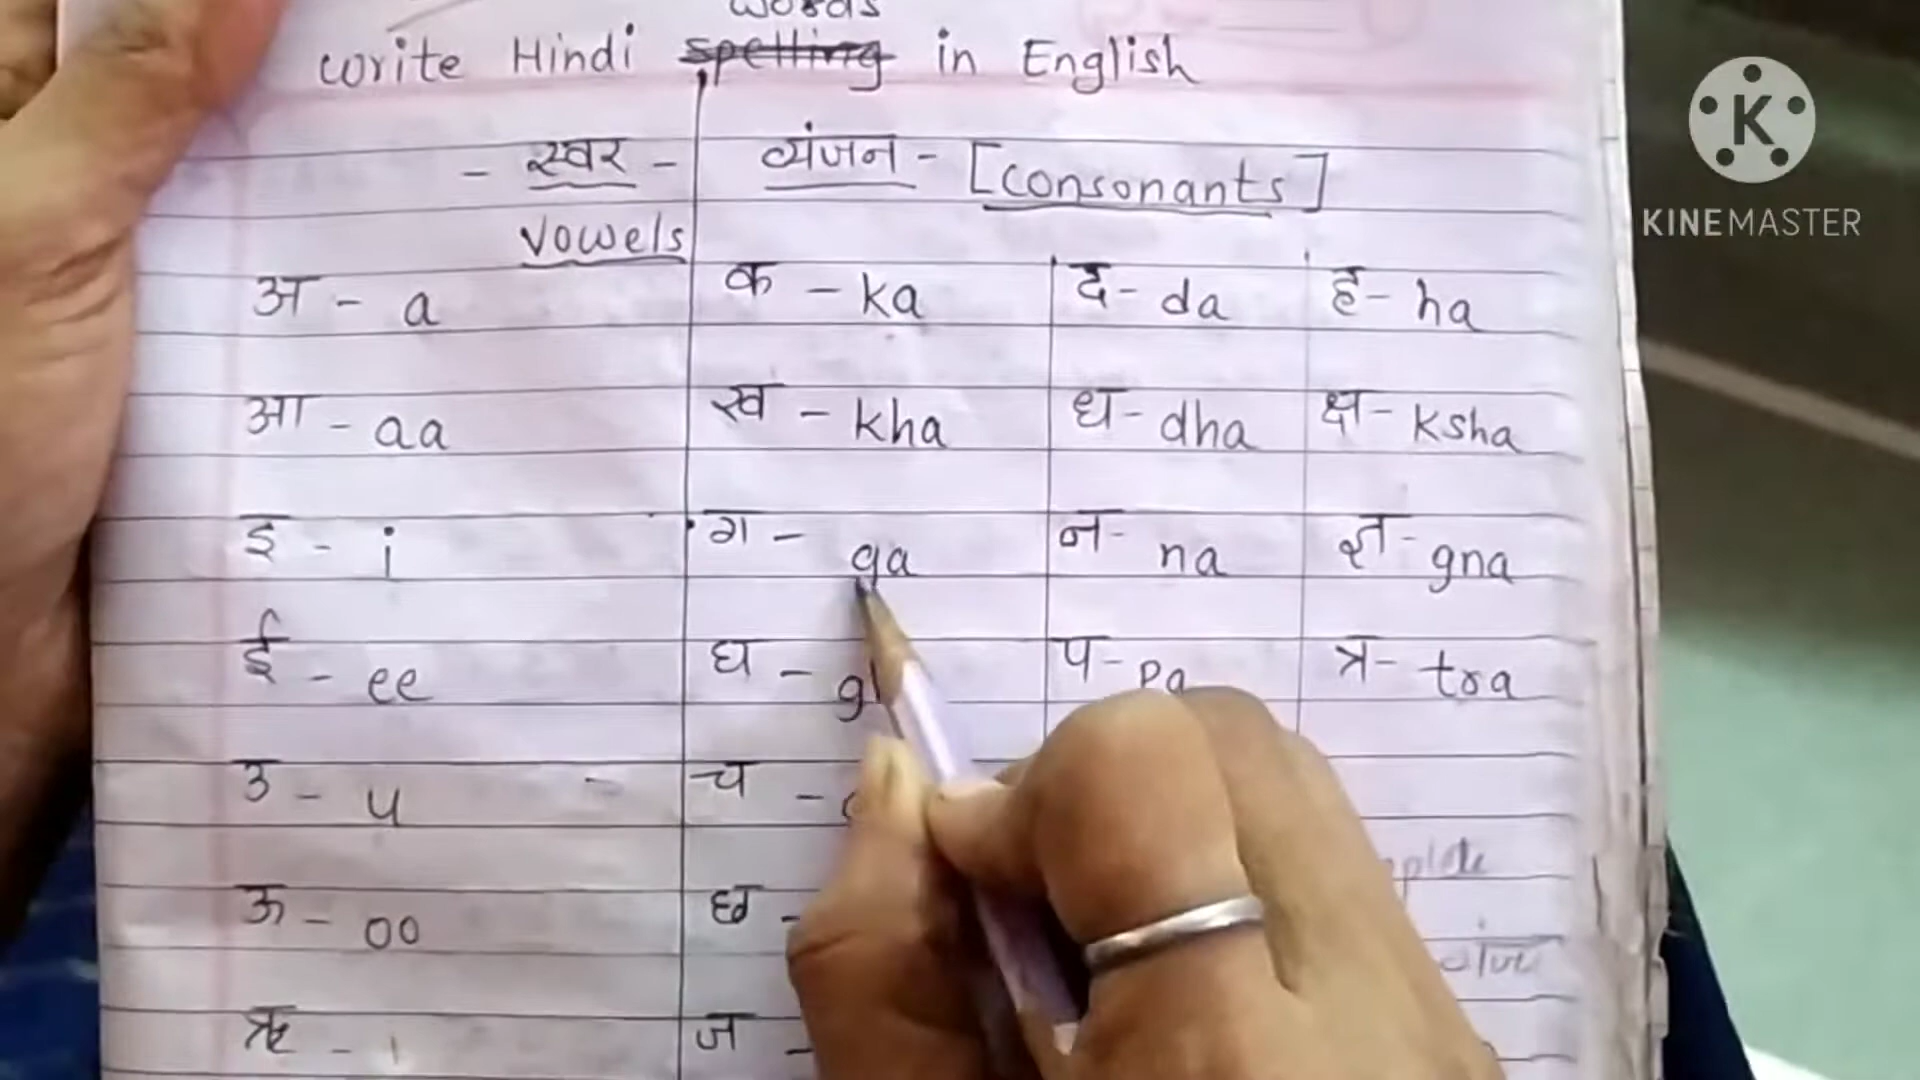 words
write Hindi spelling in English
- स्वर - व्यंजन - [consonants]
vowels
अ - a क - ka द - da ह - ha
आ - aa ख - kha ध - dha क्ष - ksha
इ - i ग - ga न - na ज्ञ - gna
ई - ee घ - प - pa त्र - tra
उ - u च -
ऊ - oo छ -
ऋ - ज -
K
KINEMASTER